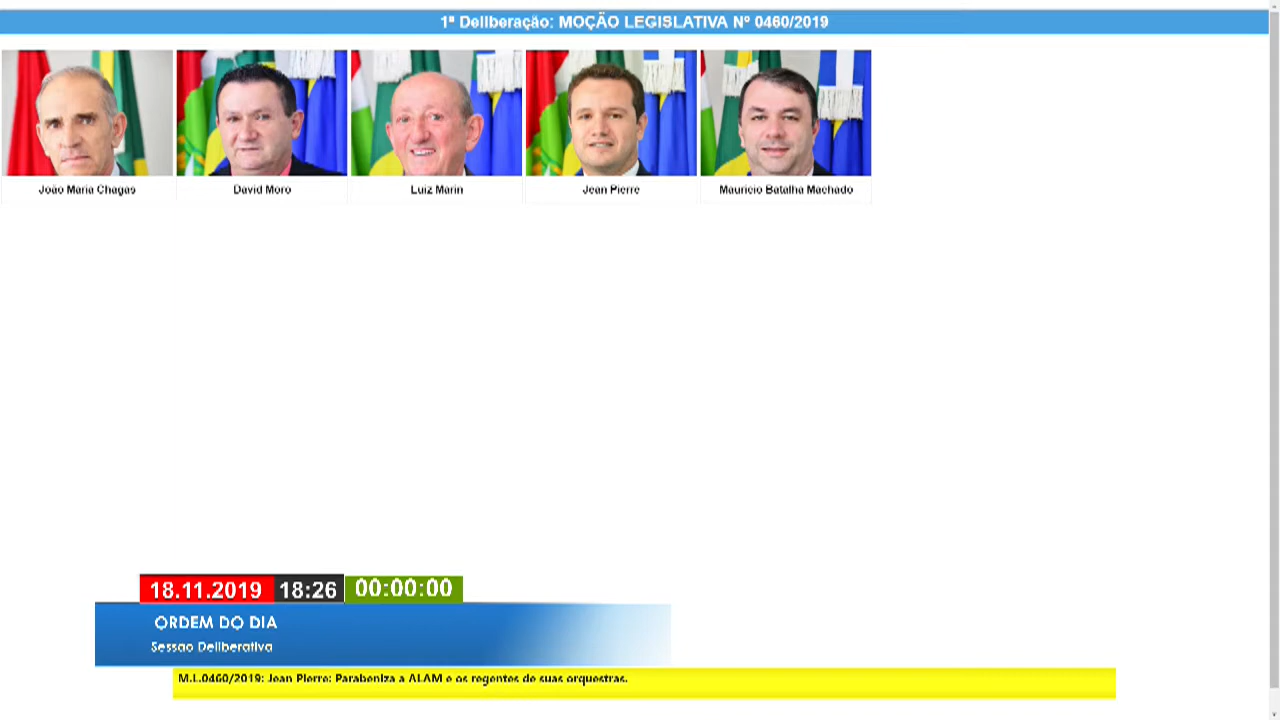 1ª Deliberação: MOÇÃO LEGISLATIVA Nº 0460/2019
João Maria Chagas
David Moro
Luiz Marin
Jean Pierre
Mauricio Batalha Machado
18.11.2019 18:26 00:00:00
ORDEM DO DIA
Sessao Deliberativa
M.L.0460/2019: Jean Pierre: Parabeniza a ALAM e os regentes de suas orquestras.